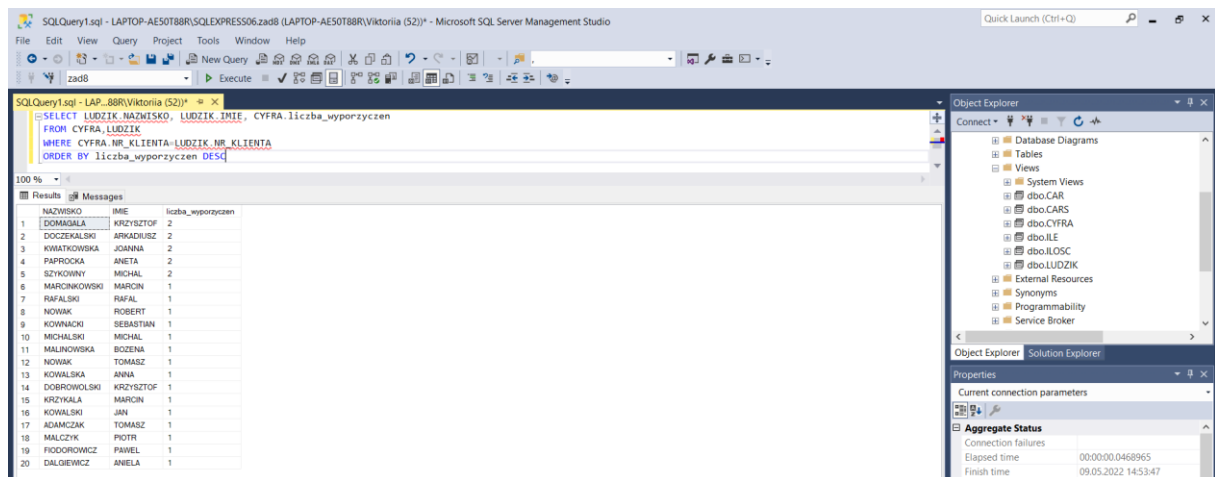 SQLQuery1.sql - LAPTOP-AE50T88R\SQLEXPRESS06.zad8 (LAPTOP-AE50T88R\Viktoriia (52))* - Microsoft SQL Server Management Studio
Quick Launch (Ctrl+Q)
File Edit View Query Project Tools Window Help
New Query
zad8 Execute
SQLQuery1.sql - LAP...88R\Viktoriia (52))*
SELECT LUDZIK.NAZWISKO, LUDZIK.IMIE, CYFRA.liczba_wyporzyczen
FROM CYFRA,LUDZIK
WHERE CYFRA.NR_KLIENTA=LUDZIK.NR_KLIENTA
ORDER BY liczba_wyporzyczen DESC
100 %
Results Messages
NAZWISKO IMIE liczba_wyporzyczen
1 DOMAGALA KRZYSZTOF 2
2 DOCZEKALSKI ARKADIUSZ 2
3 KWIATKOWSKA JOANNA 2
4 PAPROCKA ANETA 2
5 SZYKOWNY MICHAL 2
6 MARCINKOWSKI MARCIN 1
7 RAFALSKI RAFAL 1
8 NOWAK ROBERT 1
9 KOWNACKI SEBASTIAN 1
10 MICHALSKI MICHAL 1
11 MALINOWSKA BOZENA 1
12 NOWAK TOMASZ 1
13 KOWALSKA ANNA 1
14 DOBROWOLSKI KRZYSZTOF 1
15 KRZYKALA MARCIN 1
16 KOWALSKI JAN 1
17 ADAMCZAK TOMASZ 1
18 MALCZYK PIOTR 1
19 FIODOROWICZ PAWEL 1
20 DALGIEWICZ ANIELA 1
Object Explorer
Connect
Database Diagrams
Tables
Views
System Views
dbo.CAR
dbo.CARS
dbo.CYFRA
dbo.ILE
dbo.ILOSC
dbo.LUDZIK
External Resources
Synonyms
Programmability
Service Broker
Object Explorer Solution Explorer
Properties
Current connection parameters
Aggregate Status
Connection failures
Elapsed time 00:00:00.0468965
Finish time 09.05.2022 14:53:47